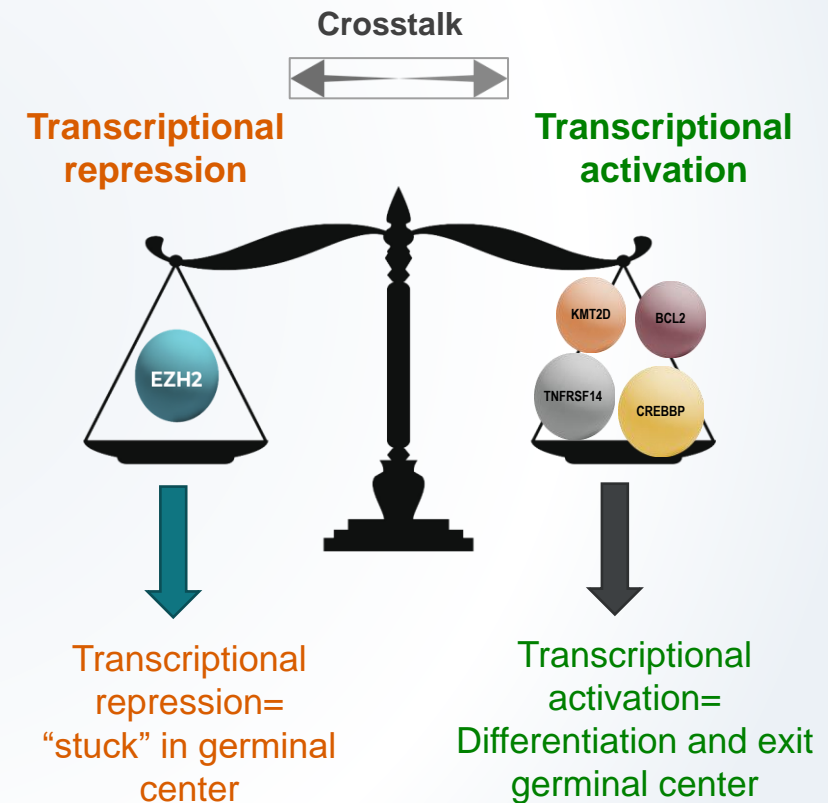 Crosstalk
Transcriptional
repression
Transcriptional
activation
EZH2
KMT2D
BCL2
TNFRSF14
CREBBP
Transcriptional
repression=
“stuck” in germinal
center
Transcriptional
activation=
Differentiation and exit
germinal center